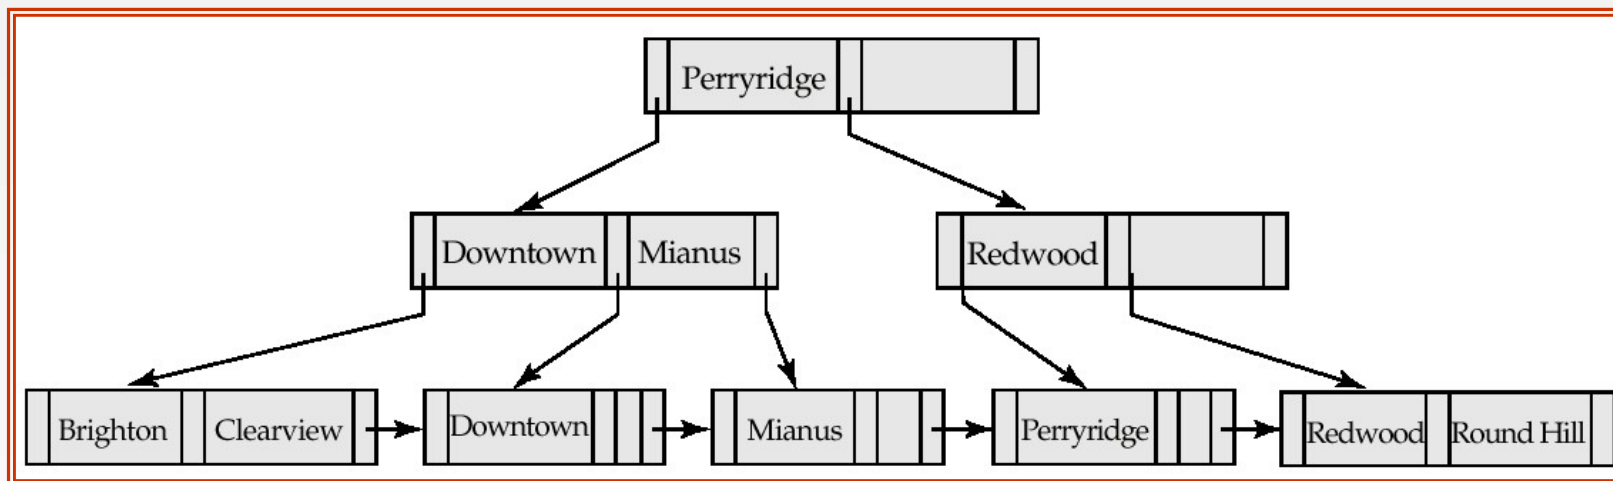 Perryridge
Downtown Mianus Redwood
Brighton Clearview Downtown Mianus Perryridge Redwood Round Hill